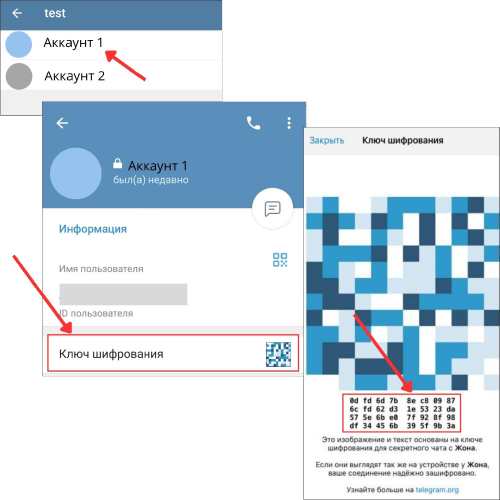 test
Аккаунт 1
Аккаунт 2
Аккаунт 1
был(а) недавно
Информация
Имя пользователя
ID пользователя
Ключ шифрования
Закрыть Ключ шифрования
0d fd 6d 7b 8e c8 09 87
6c fd 62 d3 1e 53 23 da
57 5e 6b e0 7f 92 8f 98
df 34 45 6b 39 5f 9b 3a
Это изображение и текст основаны на ключе
шифрования для секретного чата с Жона.
Если они выглядят так же на устройстве у Жона,
ваше соединение надёжно зашифровано.
Узнайте больше на telegram.org